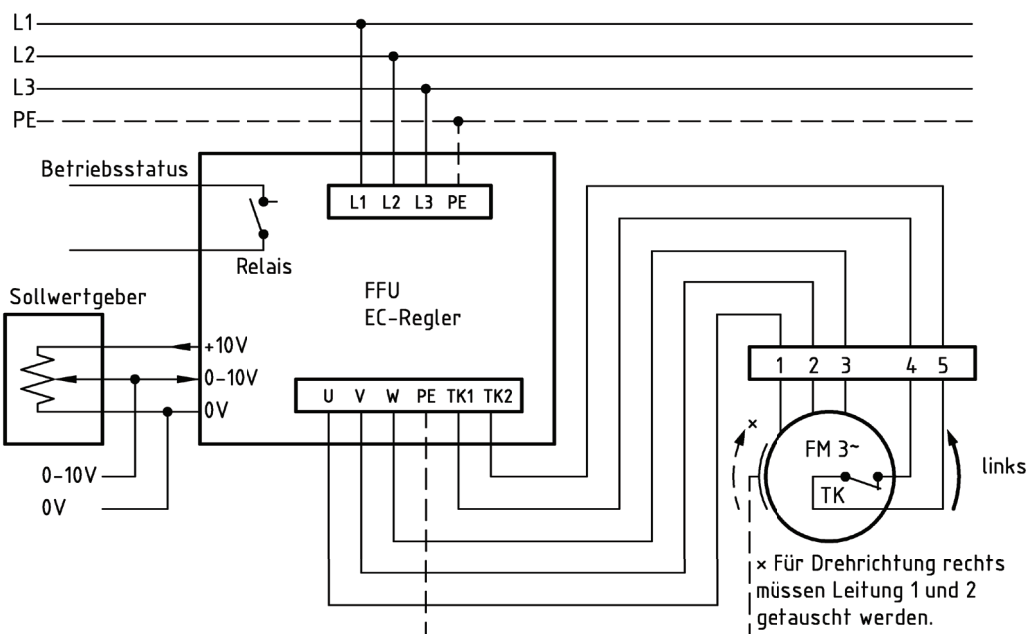 L1
L2
L3
PE
Betriebsstatus
L1 L2 L3 PE
Relais
Sollwertgeber
FFU
EC-Regler
+10V
0-10V
0V
U V W PE TK1 TK2
1 2 3 4 5
×
FM 3~
TK
links
0-10V
0V
× Für Drehrichtung rechts
müssen Leitung 1 und 2
getauscht werden.